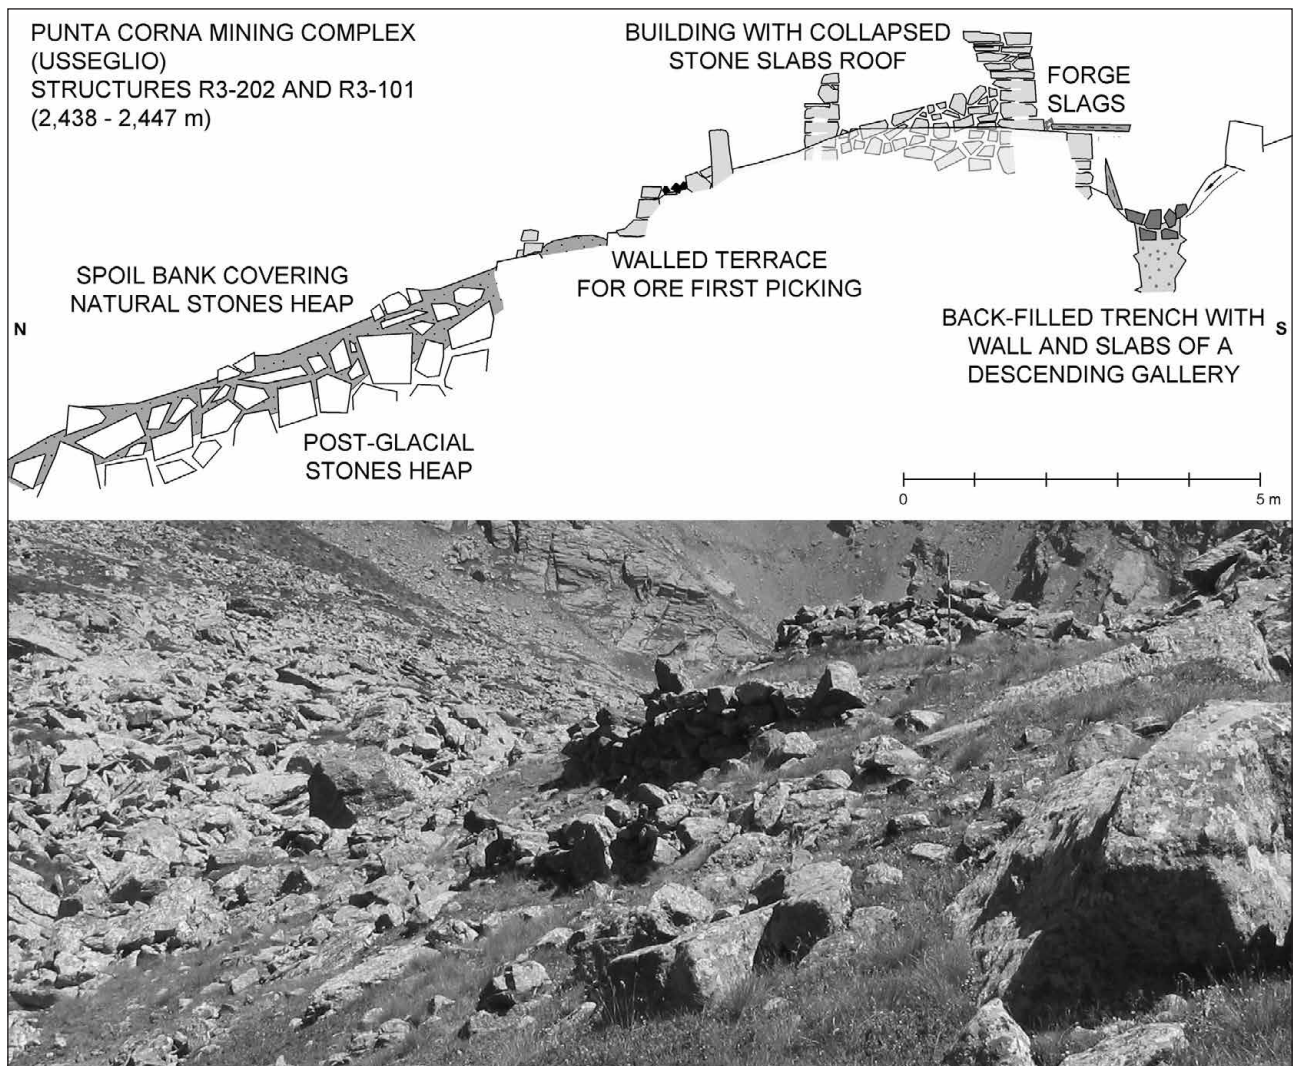 PUNTA CORNA MINING COMPLEX
(USSEGLIO)
STRUCTURES R3-202 AND R3-101
(2,438 - 2,447 m)
BUILDING WITH COLLAPSED
STONE SLABS ROOF
FORGE
SLAGS
SPOIL BANK COVERING
NATURAL STONES HEAP
WALLED TERRACE
FOR ORE FIRST PICKING
N
BACK-FILLED TRENCH WITH
WALL AND SLABS OF A
DESCENDING GALLERY
S
POST-GLACIAL
STONES HEAP
0
5 m